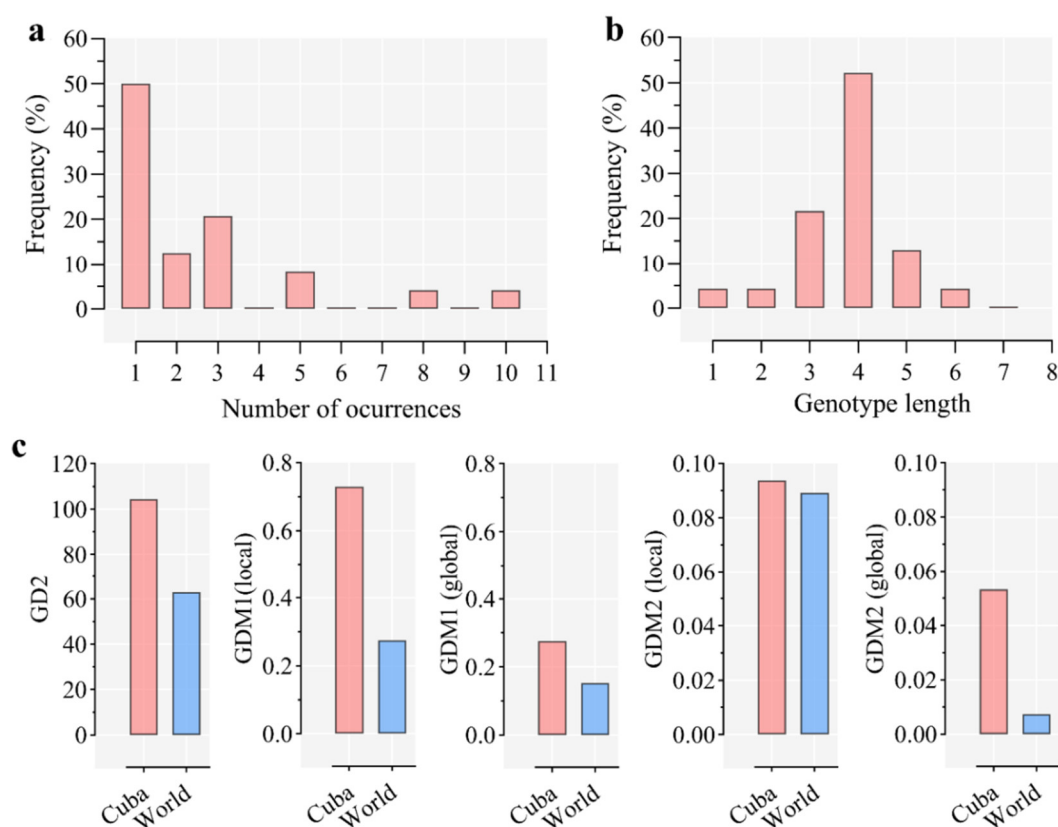 a
60
50
40
30
20
10
0
Frequency (%)
1 2 3 4 5 6 7 8 9 10 11
Number of ocurrences
b
60
50
40
30
20
10
0
Frequency (%)
1 2 3 4 5 6 7 8
Genotype length
c
120
100
80
60
40
20
0
GD2
Cuba World
0.8
0.6
0.4
0.2
0.0
GDM1(local)
Cuba World
0.8
0.6
0.4
0.2
0.0
GDM1 (global)
Cuba World
0.10
0.08
0.06
0.04
0.02
0.00
GDM2 (local)
Cuba World
0.10
0.08
0.06
0.04
0.02
0.00
GDM2 (global)
Cuba World